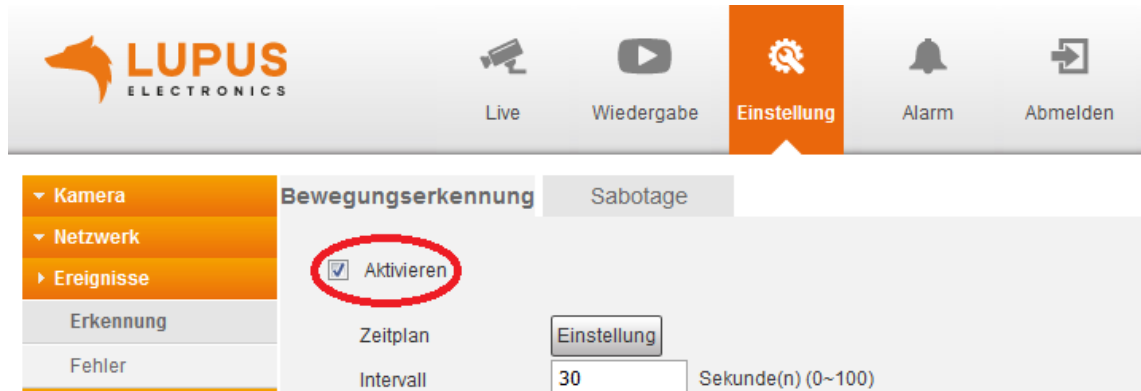 LUPUS
ELECTRONICS
Live
Wiedergabe
Einstellung
Alarm
Abmelden
Kamera
Netzwerk
Ereignisse
Erkennung
Fehler
Bewegungserkennung
Sabotage
Aktivieren
Zeitplan
Einstellung
Intervall
30
Sekunde(n) (0~100)